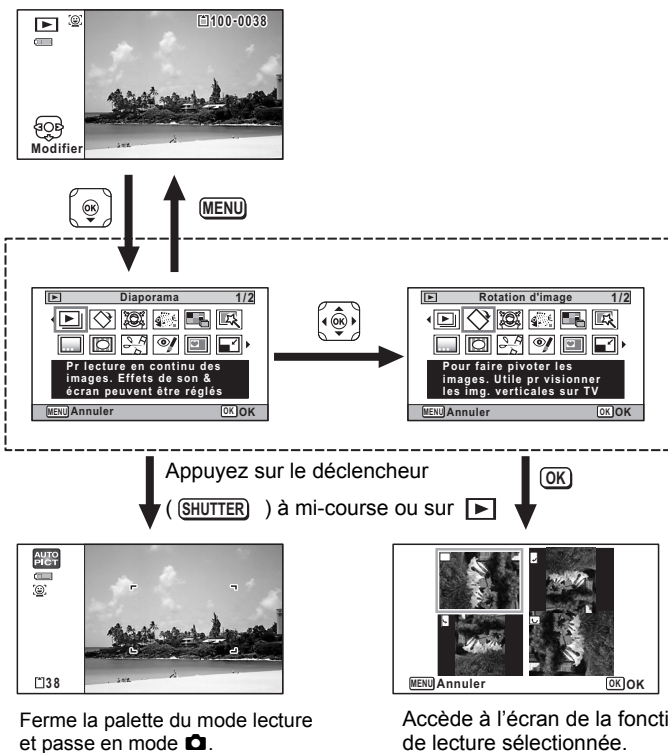 100-0038
Modifier
OK
MENU
Diaporama 1/2
Pr lecture en continu des
images. Effets de son &
écran peuvent être réglés
MENU Annuler OK OK
OK
Rotation d'image 1/2
Pour faire pivoter les
images. Utile pr visionner
les img. verticales sur TV
MENU Annuler OK OK
Appuyez sur le déclencheur
( SHUTTER ) à mi-course ou sur
OK
AUTO
PICT
38
Ferme la palette du mode lecture
et passe en mode .
MENU Annuler OK OK
Accède à l’écran de la foncti
de lecture sélectionnée.